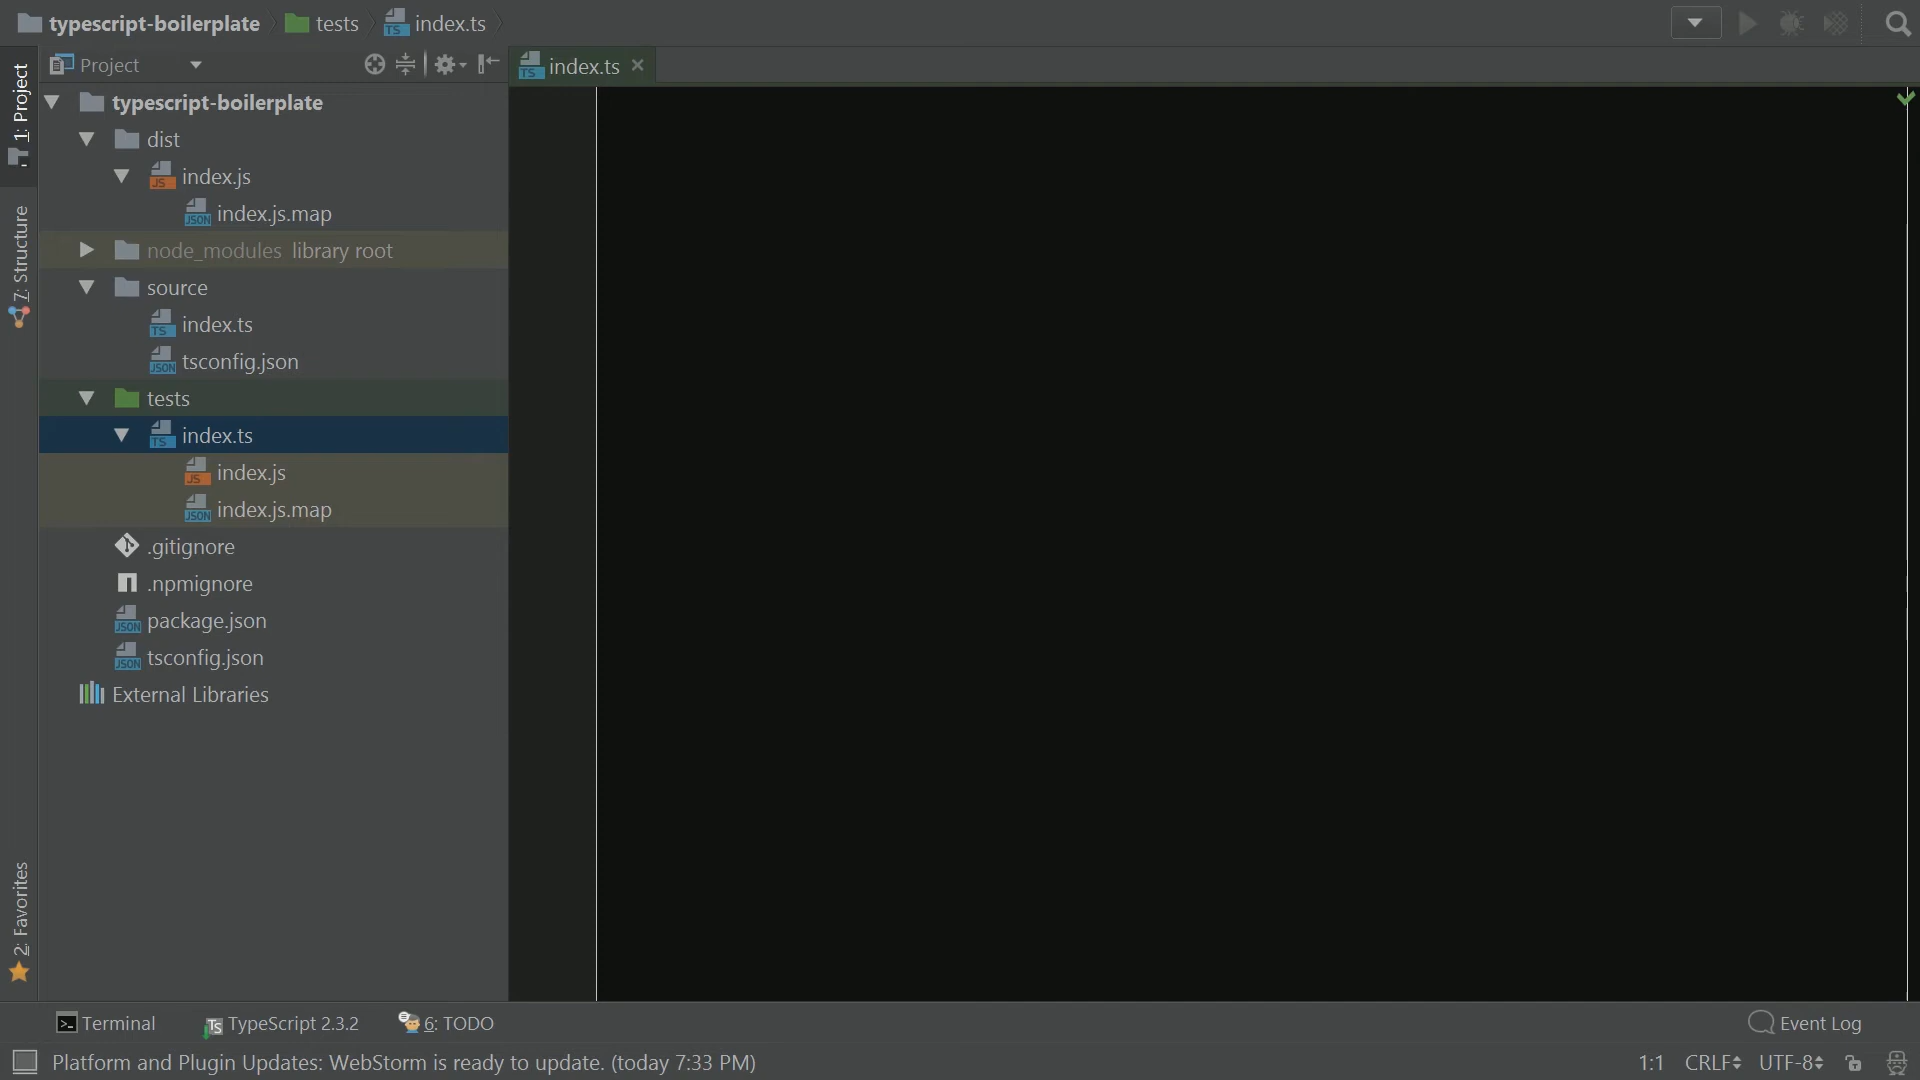 typescript-boilerplate tests index.ts
Project
index.ts
1: Project
7: Structure
2: Favorites
typescript-boilerplate
dist
index.js
index.js.map
node_modules library root
source
index.ts
tsconfig.json
tests
index.ts
index.js
index.js.map
.gitignore
.npmignore
package.json
tsconfig.json
External Libraries
Terminal TypeScript 2.3.2 6: TODO Event Log
Platform and Plugin Updates: WebStorm is ready to update. (today 7:33 PM) 1:1 CRLF UTF-8